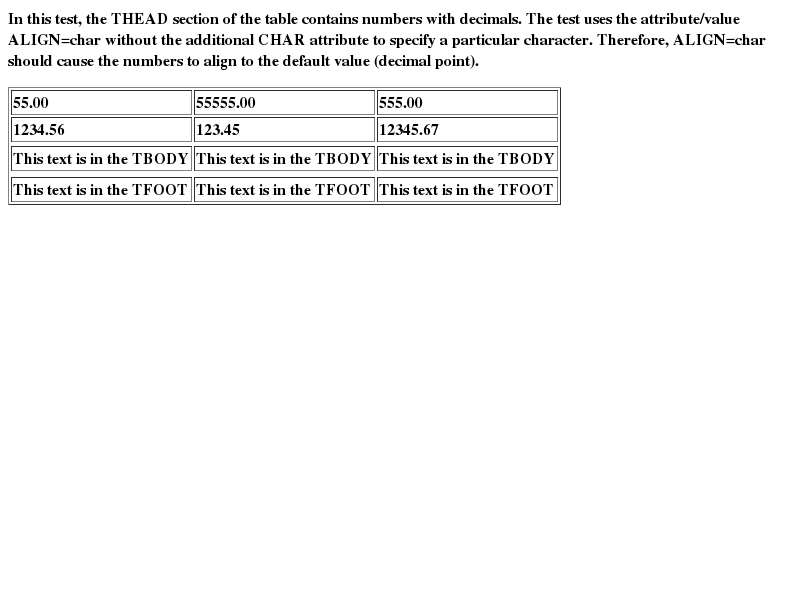 In this test, the THEAD section of the table contains numbers with decimals. The test uses the attribute/value
ALIGN=char without the additional CHAR attribute to specify a particular character. Therefore, ALIGN=char
should cause the numbers to align to the default value (decimal point).
55.00 55555.00 555.00
1234.56 123.45 12345.67
This text is in the TBODY This text is in the TBODY This text is in the TBODY
This text is in the TFOOT This text is in the TFOOT This text is in the TFOOT